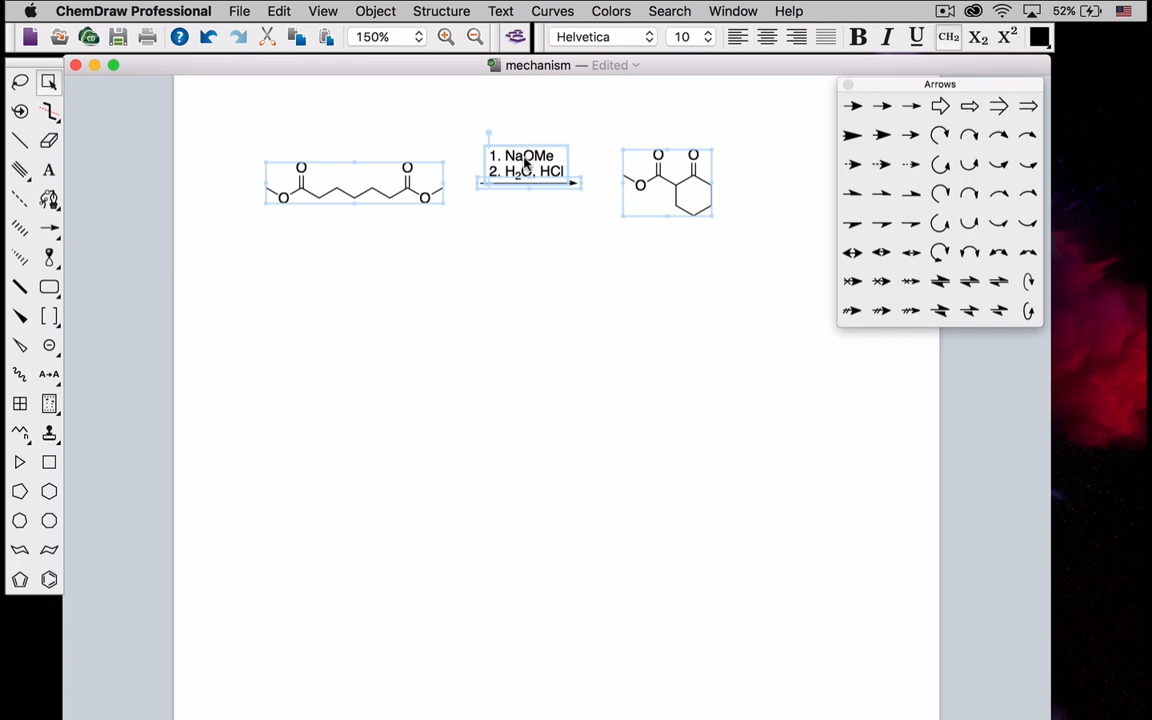 ChemDraw Professional File Edit View Object Structure Text Curves Colors Search Window Help 52%
150% Helvetica 10 B I U CH2 X2 X2
mechanism — Edited
Arrows
A
A→A
n
1. NaOMe
2. H2O, HCl
O O O O
O O O